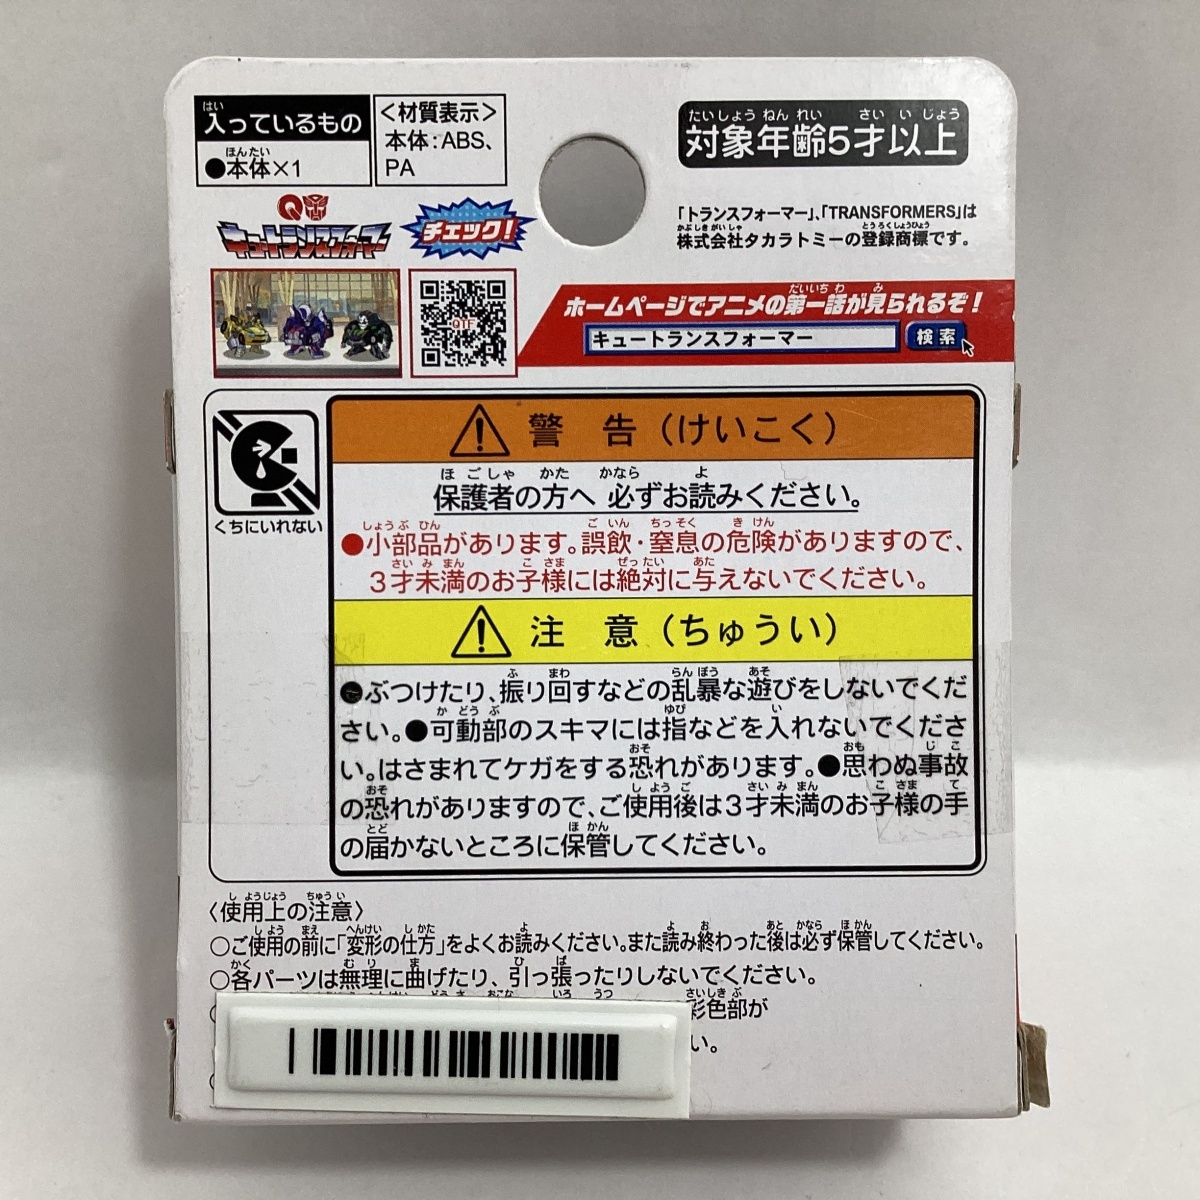 入っているもの
●本体×1
<材質表示>
本体:ABS、
PA
対象年齢5才以上
QT
キュートランスフォーマー
チェック!
「トランスフォーマー」、「TRANSFORMERS」は
株式会社タカラトミーの登録商標です。
QTF
ホームページでアニメの第一話が見られるぞ!
キュートランスフォーマー 検索
くちにいれない
警告(けいこく)
保護者の方へ 必ずお読みください。
●小部品があります。誤飲・窒息の危険がありますので、
3才未満のお子様には絶対に与えないでください。
注意(ちゅうい)
●ぶつけたり、振り回すなどの乱暴な遊びをしないでくだ
さい。●可動部のスキマには指などを入れないでくださ
い。はさまれてケガをする恐れがあります。●思わぬ事故
の恐れがありますので、ご使用後は3才未満のお子様の手
の届かないところに保管してください。
〈使用上の注意〉
○ご使用の前に「変形の仕方」をよくお読みください。また読み終わった後は必ず保管してください。
○各パーツは無理に曲げたり、引っ張ったりしないでください。
彩色部が
い。